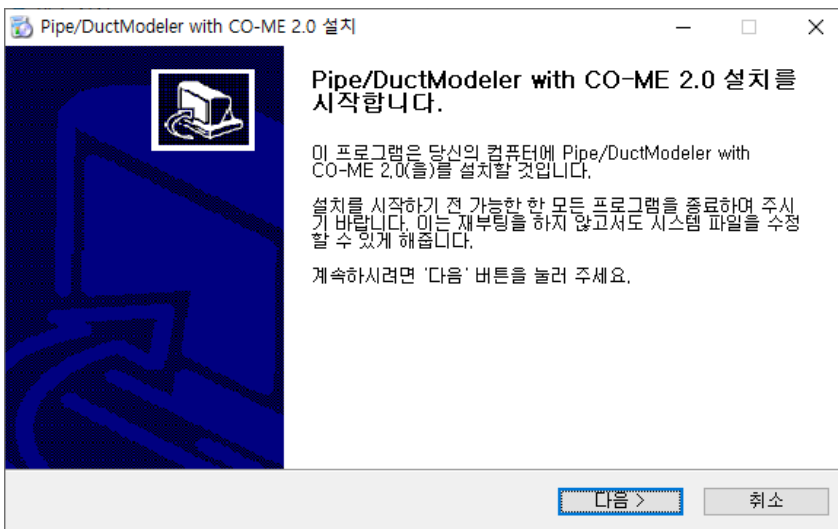 Pipe/DuctModeler with CO-ME 2.0 설치
Pipe/DuctModeler with CO-ME 2.0 설치를
시작합니다.
이 프로그램은 당신의 컴퓨터에 Pipe/DuctModeler with
CO-ME 2.0(을)를 설치할 것입니다.
설치를 시작하기 전 가능한 한 모든 프로그램을 종료하여 주시
기 바랍니다. 이는 재부팅을 하지 않고서도 시스템 파일을 수정
할 수 있게 해줍니다.
계속하시려면 '다음' 버튼을 눌러 주세요.
다음 >
취소